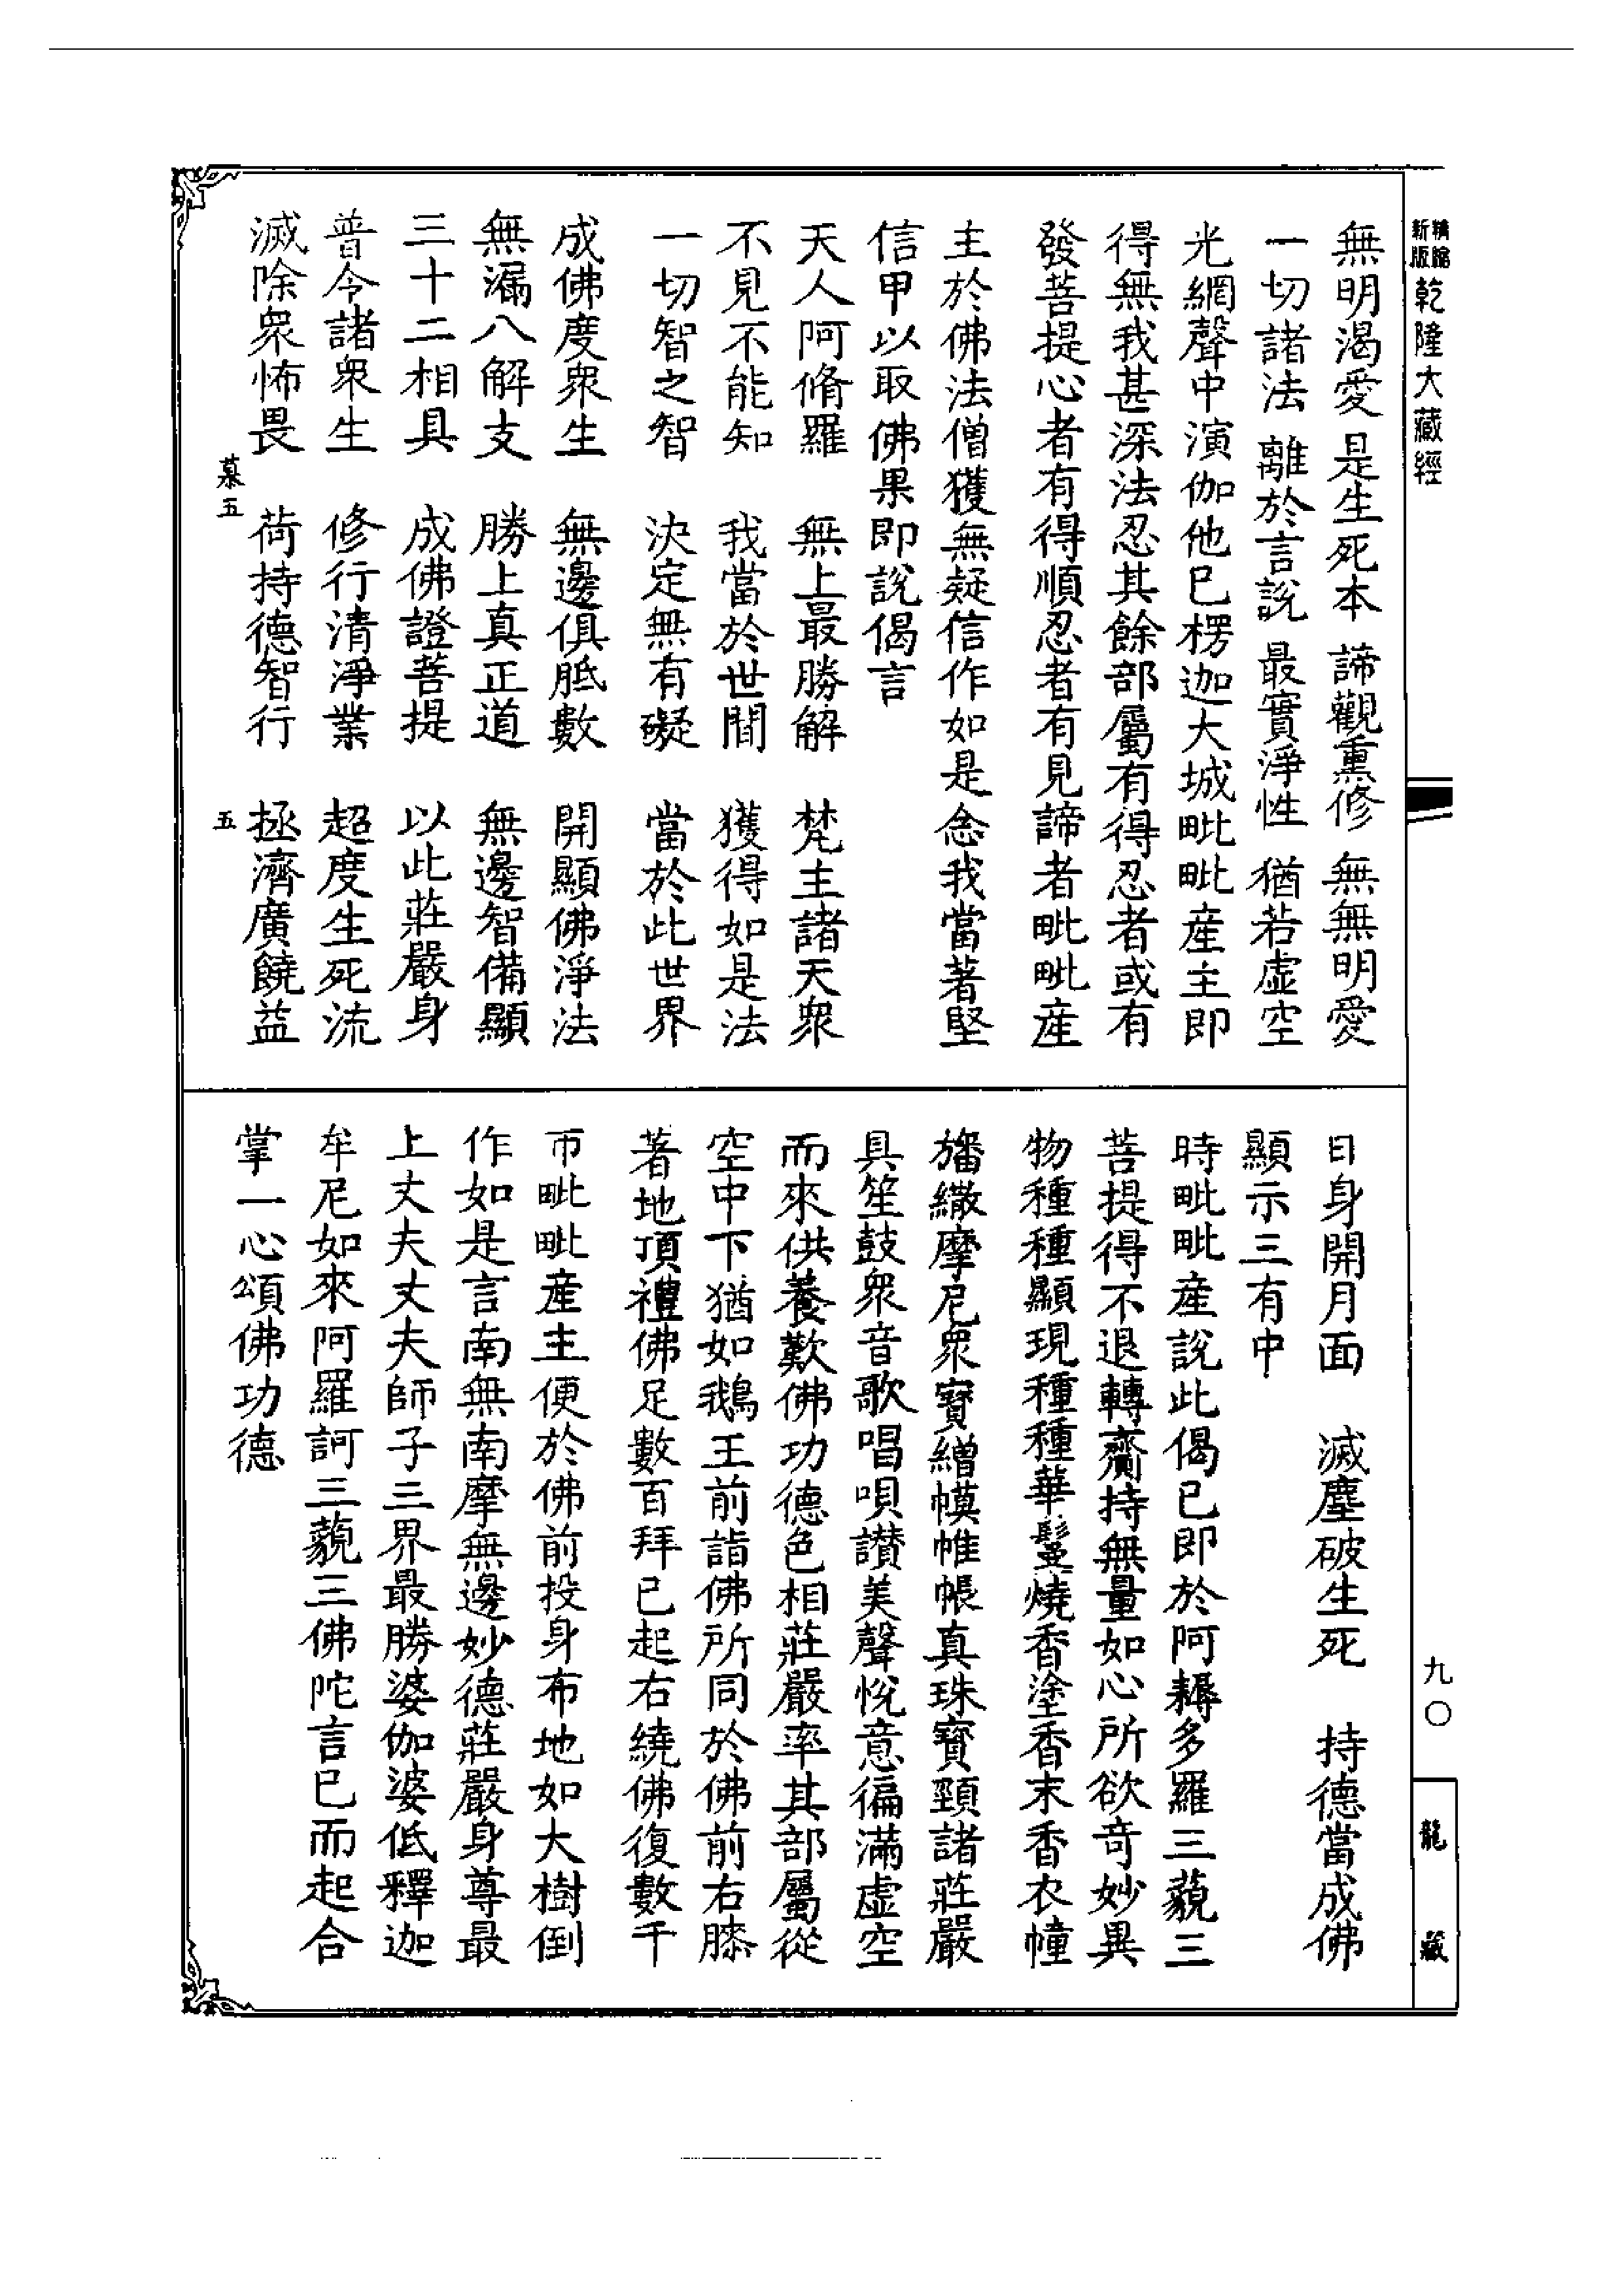 新版
精縮
乾隆大藏經
九〇
龍藏
無明渴愛 是生死本 諦觀熏修 無無明愛
一切諸法 離於言說 最實淨性 猶若虛空
光網聲中演伽他已楞迦大城毗毗產主即
得無我甚深法忍其餘部屬有得忍者或有
發菩提心者有得順忍者有見諦者毗毗產
主於佛法僧獲無疑信作如是念我當著堅
信甲以取佛果即說偈言
天人阿脩羅 無上最勝解 梵主諸天衆
不見不能知 我當於世間 獲得如是法
一切智之智 決定無有礙 當於此世界
成佛度衆生 無邊俱胝數 開顯佛淨法
無漏八解支 勝上真正道 無邊智備顯
三十二相具 成佛證菩提 以此莊嚴身
普令諸衆生 修行清淨業 超度生死流
滅除衆怖畏 荷持德智行 拯濟廣饒益
慕五 五
日身開月面 滅塵破生死 持德當成佛
顯示三有中
時毗毗產說此偈已即於阿耨多羅三藐三
菩提得不退轉齎持無量如心所欲奇妙異
物種種顯現種種華鬘燒香塗香末香衣幢
旛繖摩尼衆寶繒幙帷帳真珠寶頸諸莊嚴
具笙鼓衆音歌唱唄讃美聲悅意徧滿虛空
而來供養歎佛功德色相莊嚴率其部屬從
空中下猶如鵝王前詣佛所同於佛前右膝
著地頂禮佛足數百拜已起右繞佛復數千
帀毗毗產主便於佛前投身布地如大樹倒
作如是言南無南摩無邊妙德莊嚴身尊最
上丈夫丈夫師子三界最勝婆伽婆低釋迦
牟尼如來阿羅訶三藐三佛陀言已而起合
掌一心頌佛功德